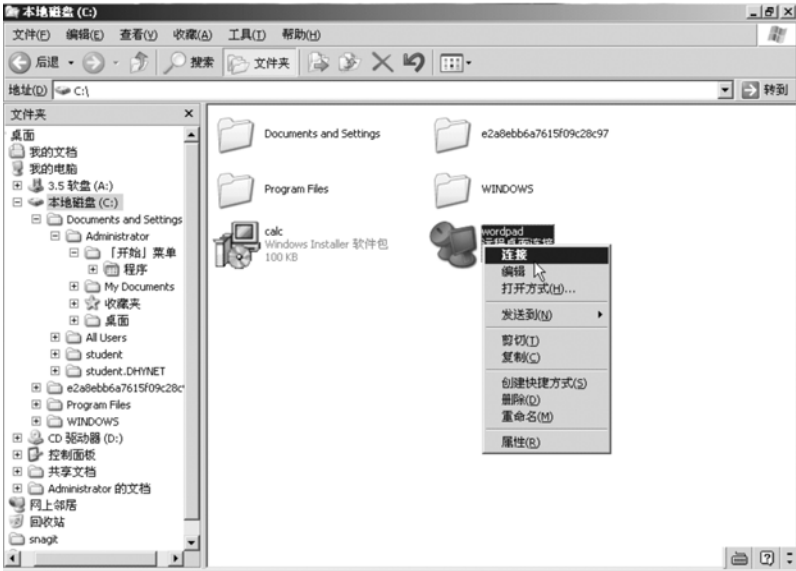 本地磁盘 (C:)
文件(F) 编辑(E) 查看(V) 收藏(A) 工具(T) 帮助(H)
后退 搜索 文件夹
地址(D) C:\ 转到
文件夹
桌面
我的文档
我的电脑
3.5 软盘 (A:)
本地磁盘 (C:)
Documents and Settings
Administrator
「开始」菜单
程序
My Documents
收藏夹
桌面
All Users
student
student.DHYNET
e2a8ebb6a7615f09c28c
Program Files
WINDOWS
CD 驱动器 (D:)
控制面板
共享文档
Administrator 的文档
网上邻居
回收站
snagit
Documents and Settings
e2a8ebb6a7615f09c28c97
Program Files
WINDOWS
calc
Windows Installer 软件包
100 KB
wordpad
远程桌面连接
连接
编辑
打开方式(H)...
发送到(N)
剪切(T)
复制(C)
创建快捷方式(S)
删除(D)
重命名(M)
属性(R)